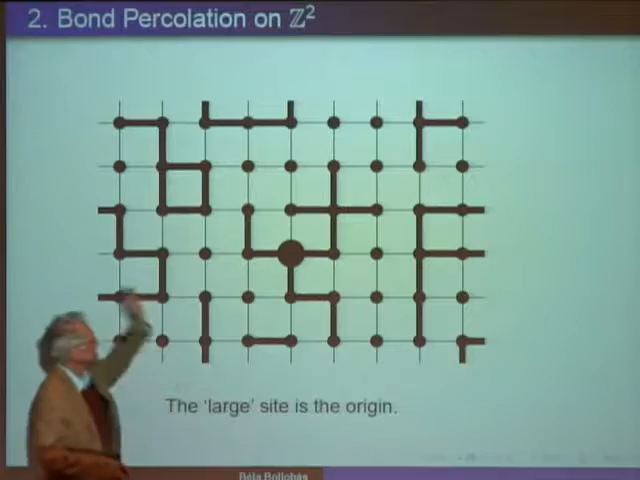 2. Bond Percolation on ℤ²
The 'large' site is the origin.
Béla Bollobás